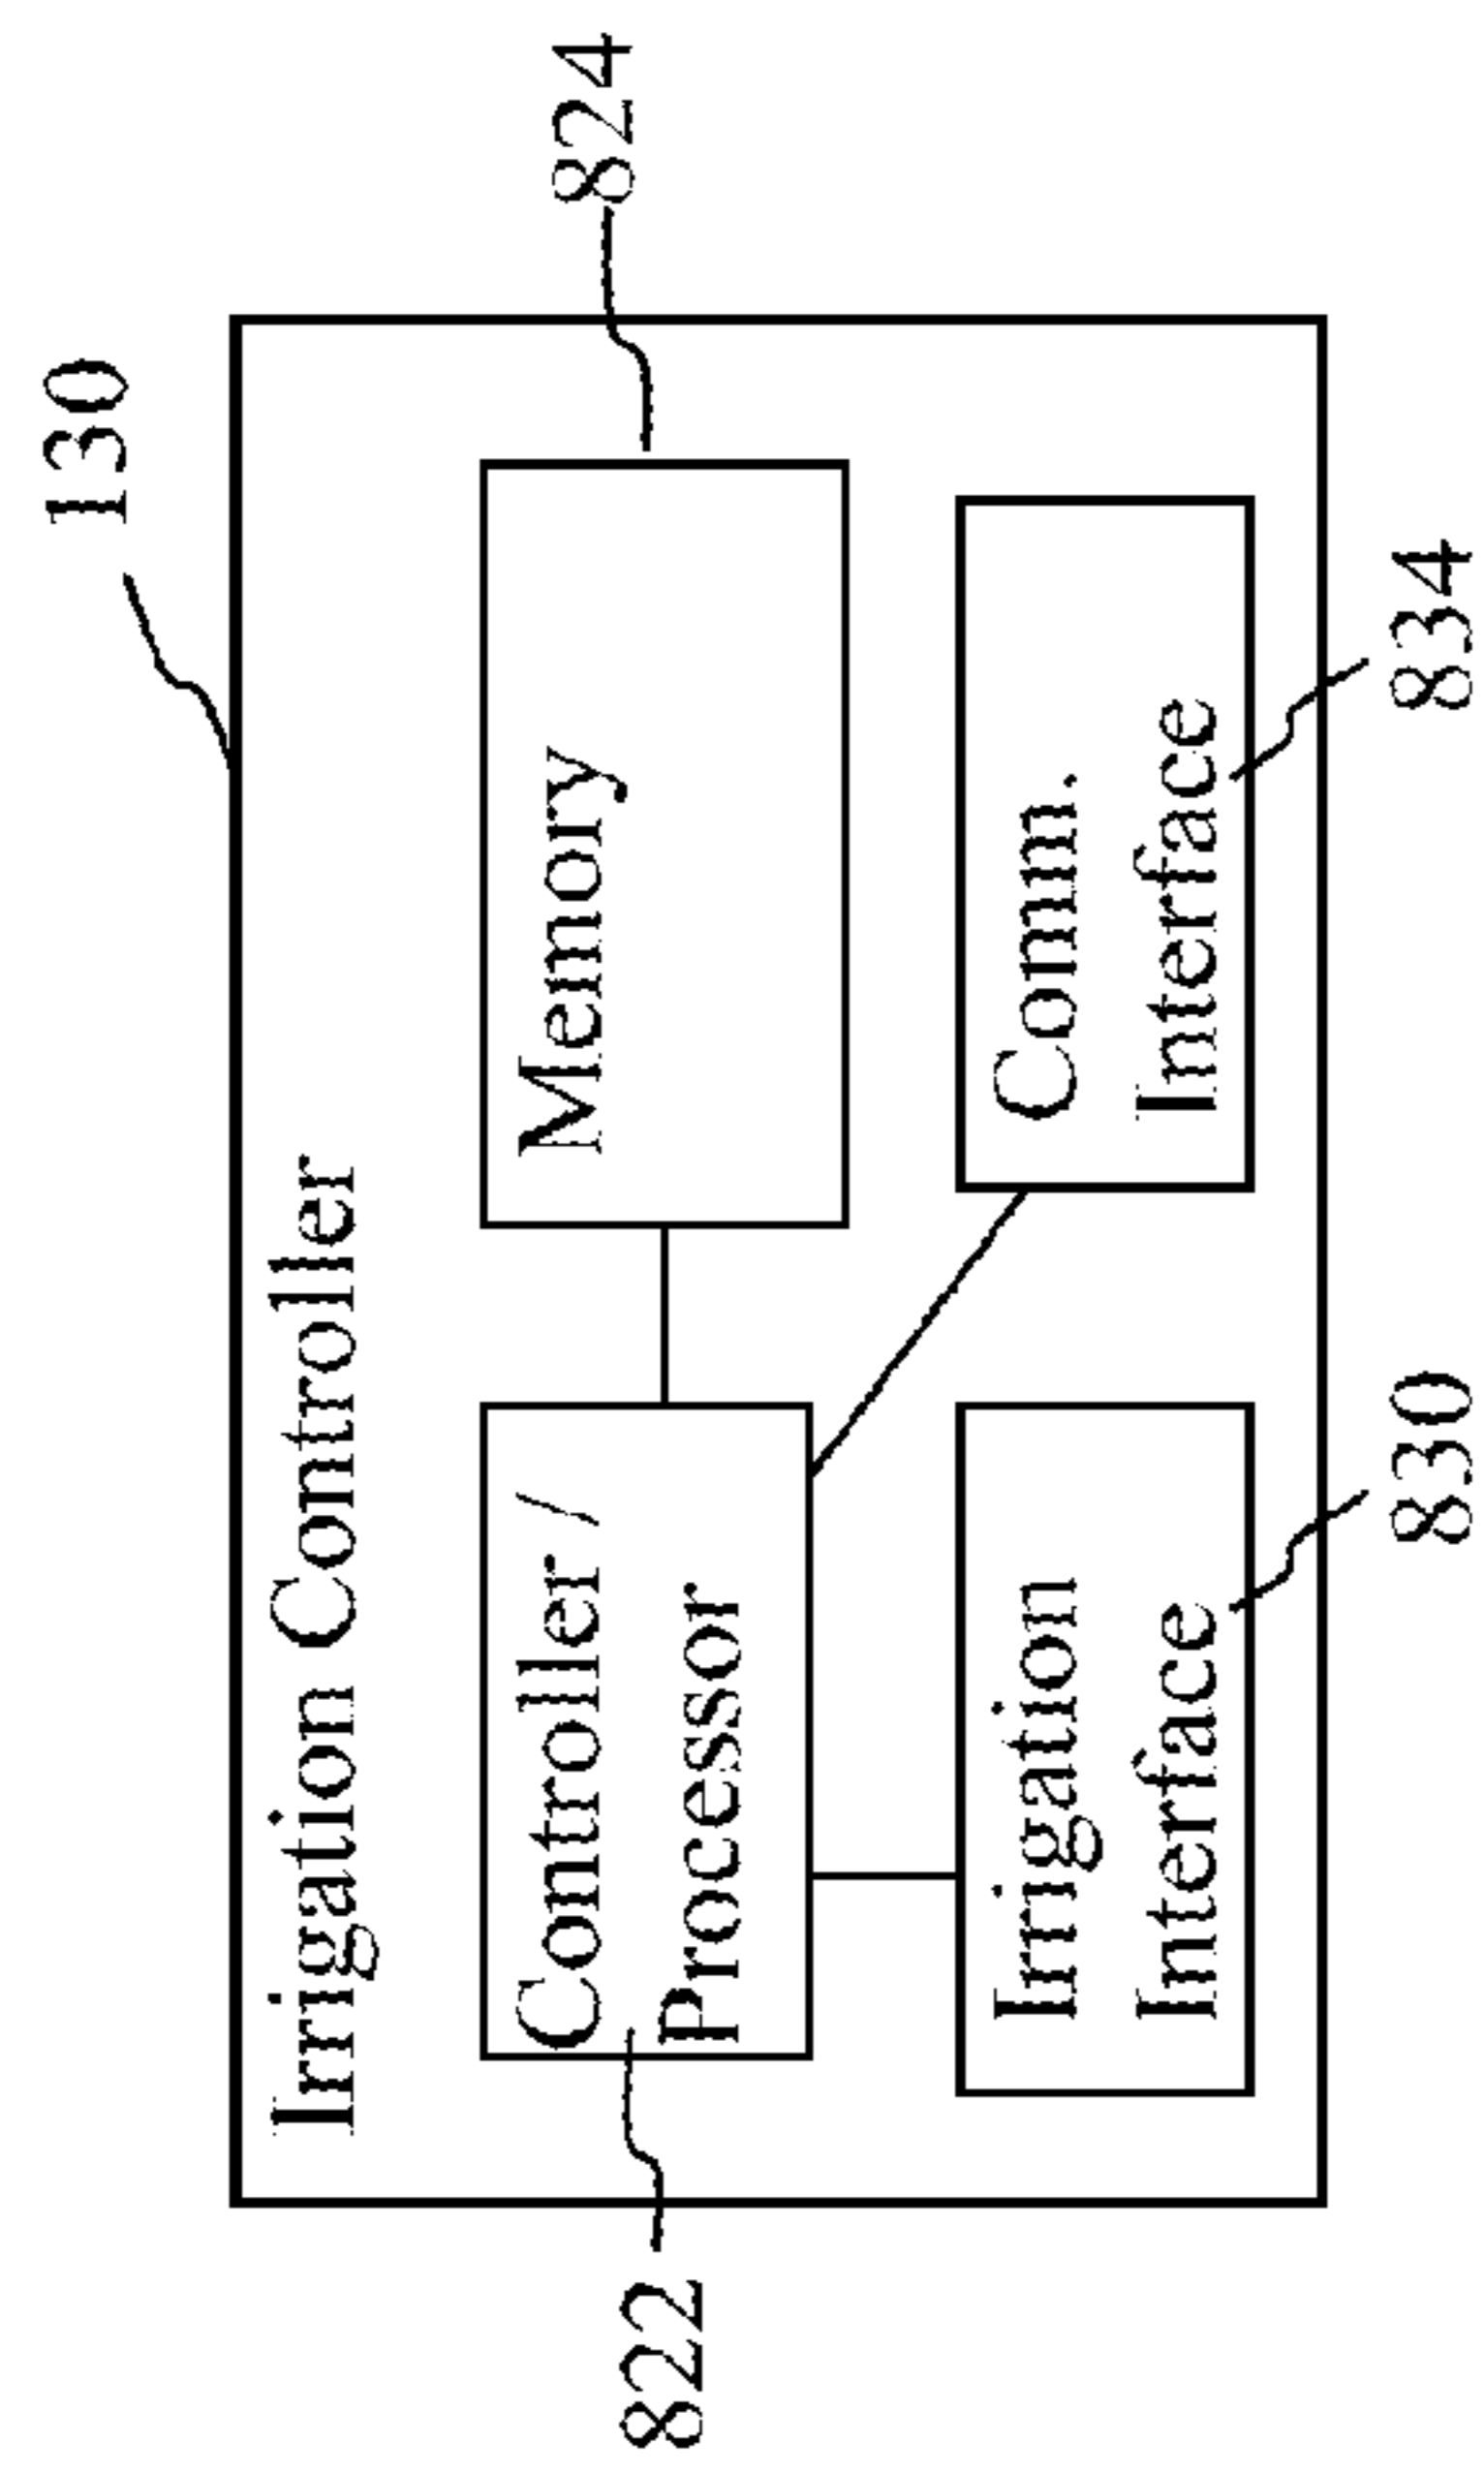 130
Irrigation Controller
824
Controller /
Processor
Memory
822
Irrigation
Interface
Comm.
Interface
830
834